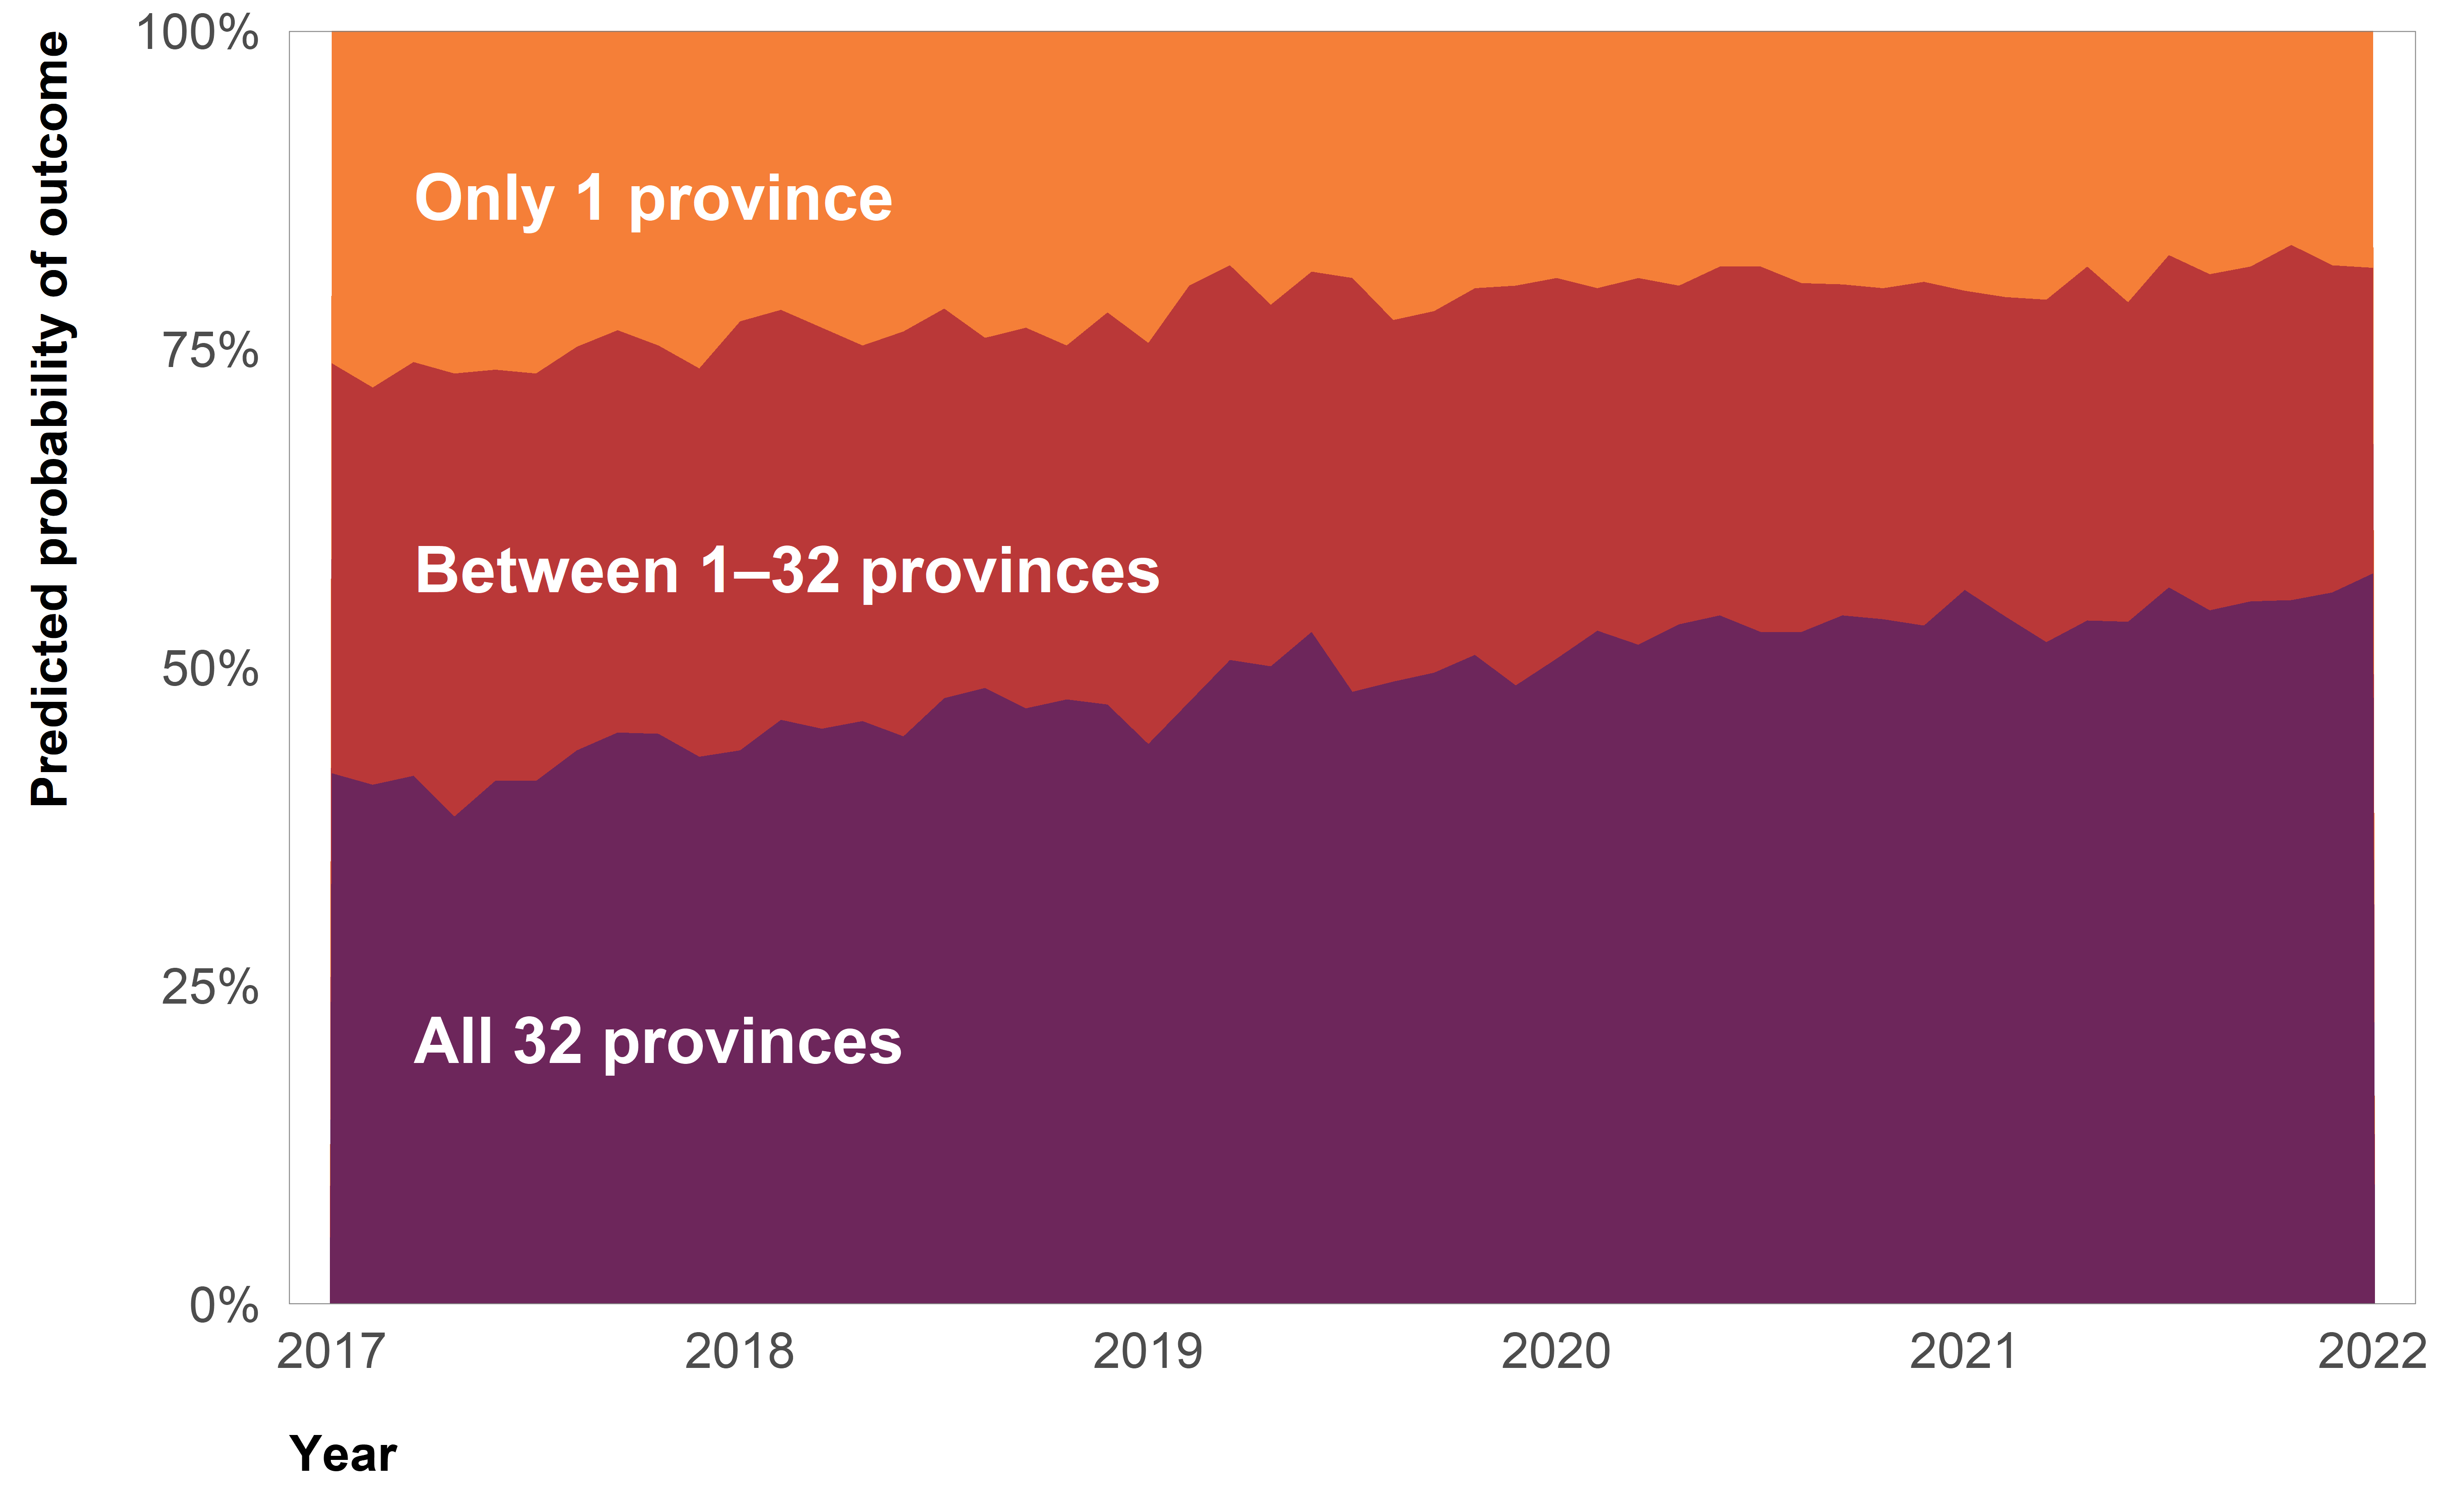 Predicted probability of outcome
100%
75%
50%
25%
0%
Only 1 province
Between 1–32 provinces
All 32 provinces
2017 2018 2019 2020 2021 2022
Year